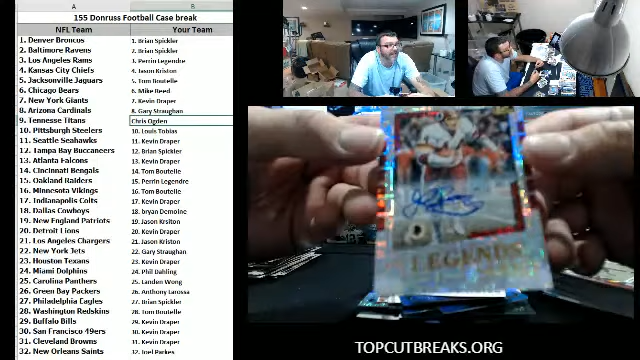 A B
155 Donruss Football Case break
NFL Team Your Team
1. Denver Broncos 1. Brian Spickler
2. Baltimore Ravens 2. Brian Spickler
3. Los Angeles Rams 3. Perrin Legendre
4. Kansas City Chiefs 4. Jason Kriston
5. Jacksonville Jaguars 5. Tom Boutelle
6. Chicago Bears 6. Mike Reed
7. New York Giants 7. Kevin Draper
8. Arizona Cardinals 8. Gary Straughan
9. Tennesse Titans Chris Ogden
10. Pittsburgh Steelers 10. Louis Tobias
11. Seattle Seahawks 11. Kevin Draper
12. Tampa Bay Buccaneers 12. Brian Spickler
13. Atlanta Falcons 13. Kevin Draper
14. Cincinnati Bengals 14. Tom Boutelle
15. Oakland Raiders 15. Perrin Legendre
16. Minnesota Vikings 16. Tom Boutelle
17. Indianapolis Colts 17. Kevin Draper
18. Dallas Cowboys 18. bryan Demoine
19. New England Patriots 19. Jason Kriston
20. Detroit Lions 20. Kevin Draper
21. Los Angeles Chargers 21. Jason Kriston
22. New York Jets 22. Gary Straughan
23. Houston Texans 23. Kevin Draper
24. Miami Dolphins 24. Phil Dahling
25. Carolina Panthers 25. Landen Wong
26. Green Bay Packers 26. Anthony Larossa
27. Philadelphia Eagles 27. Brian Spickler
28. Washington Redskins 28. Tom Boutelle
29. Buffalo Bills 29. Kevin Draper
30. San Francisco 49ers 30. Kevin Draper
31. Cleveland Browns 31. Kevin Draper
32. New Orleans Saints 32. Joel Parkes
LEGENDS
TOPCUTBREAKS.ORG